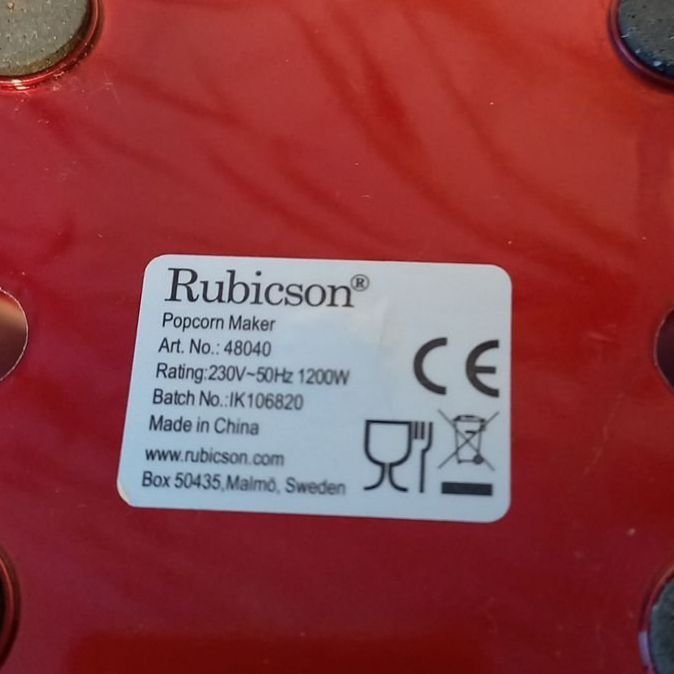 Rubicson®
Popcorn Maker
Art. No.: 48040
Rating:230V~50Hz 1200W
Batch No.:IK106820
Made in China
www.rubicson.com
Box 50435,Malmö, Sweden
CE